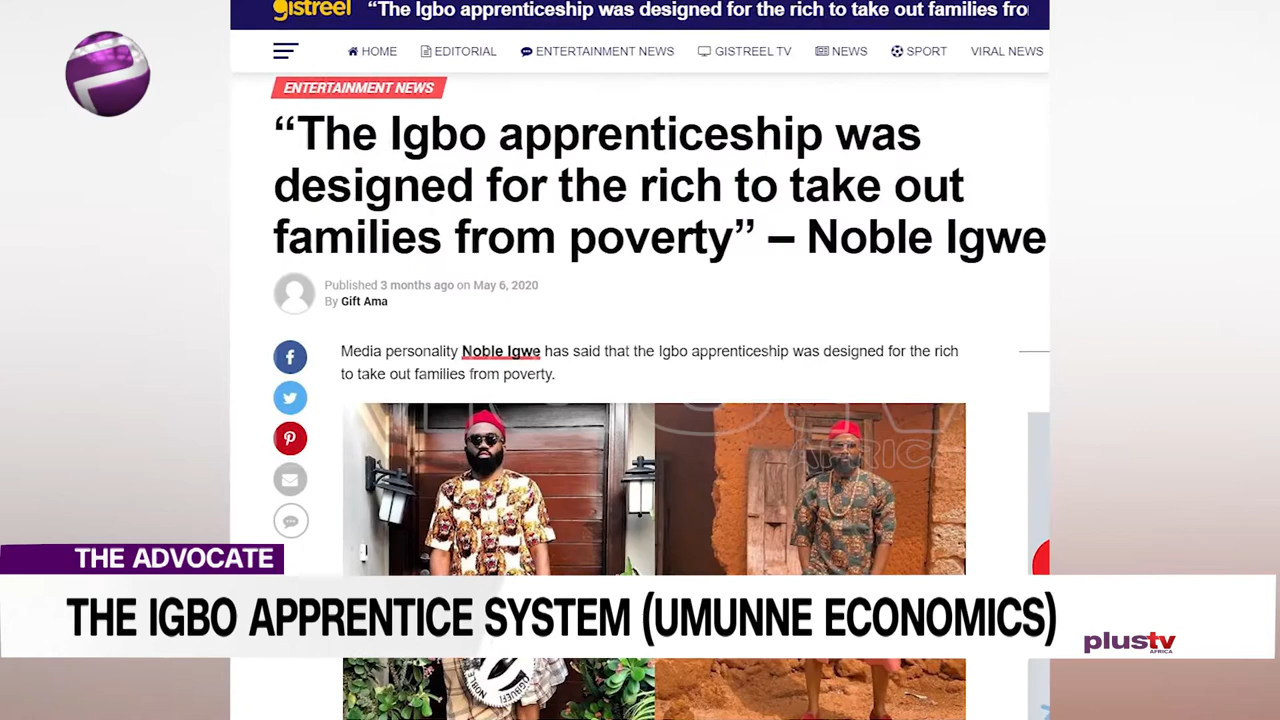 gistreel "The Igbo apprenticeship was designed for the rich to take out families fro
HOME EDITORIAL ENTERTAINMENT NEWS GISTREEL TV NEWS SPORT VIRAL NEWS
ENTERTAINMENT NEWS
“The Igbo apprenticeship was
designed for the rich to take out
families from poverty” – Noble Igwe
Published 3 months ago on May 6, 2020
By Gift Ama
Media personality Noble Igwe has said that the Igbo apprenticeship was designed for the rich
to take out families from poverty.
AFRICA
THE ADVOCATE
THE IGBO APPRENTICE SYSTEM (UMUNNE ECONOMICS)
plustv
AFRICA